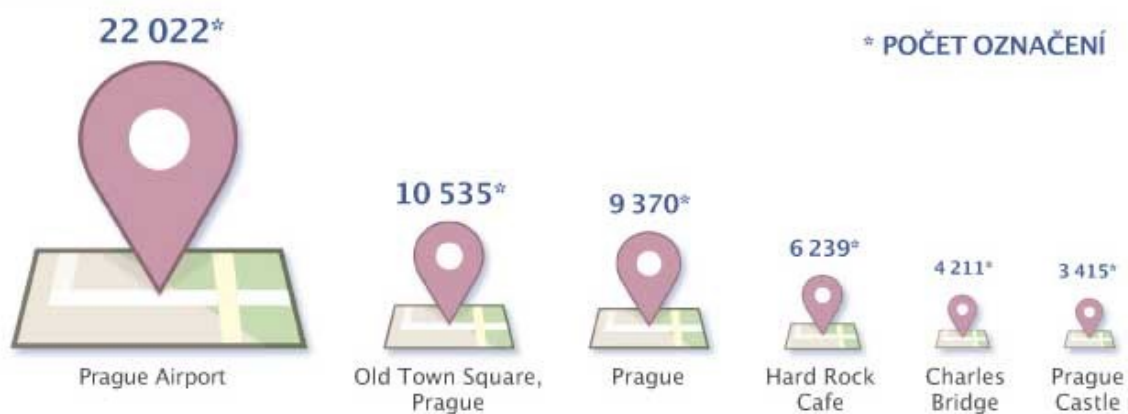 22 022*
* POČET OZNAČENÍ
10 535*
9 370*
6 239*
4 211*
3 415*
Prague Airport
Old Town Square,
Prague
Prague
Hard Rock
Cafe
Charles
Bridge
Prague
Castle